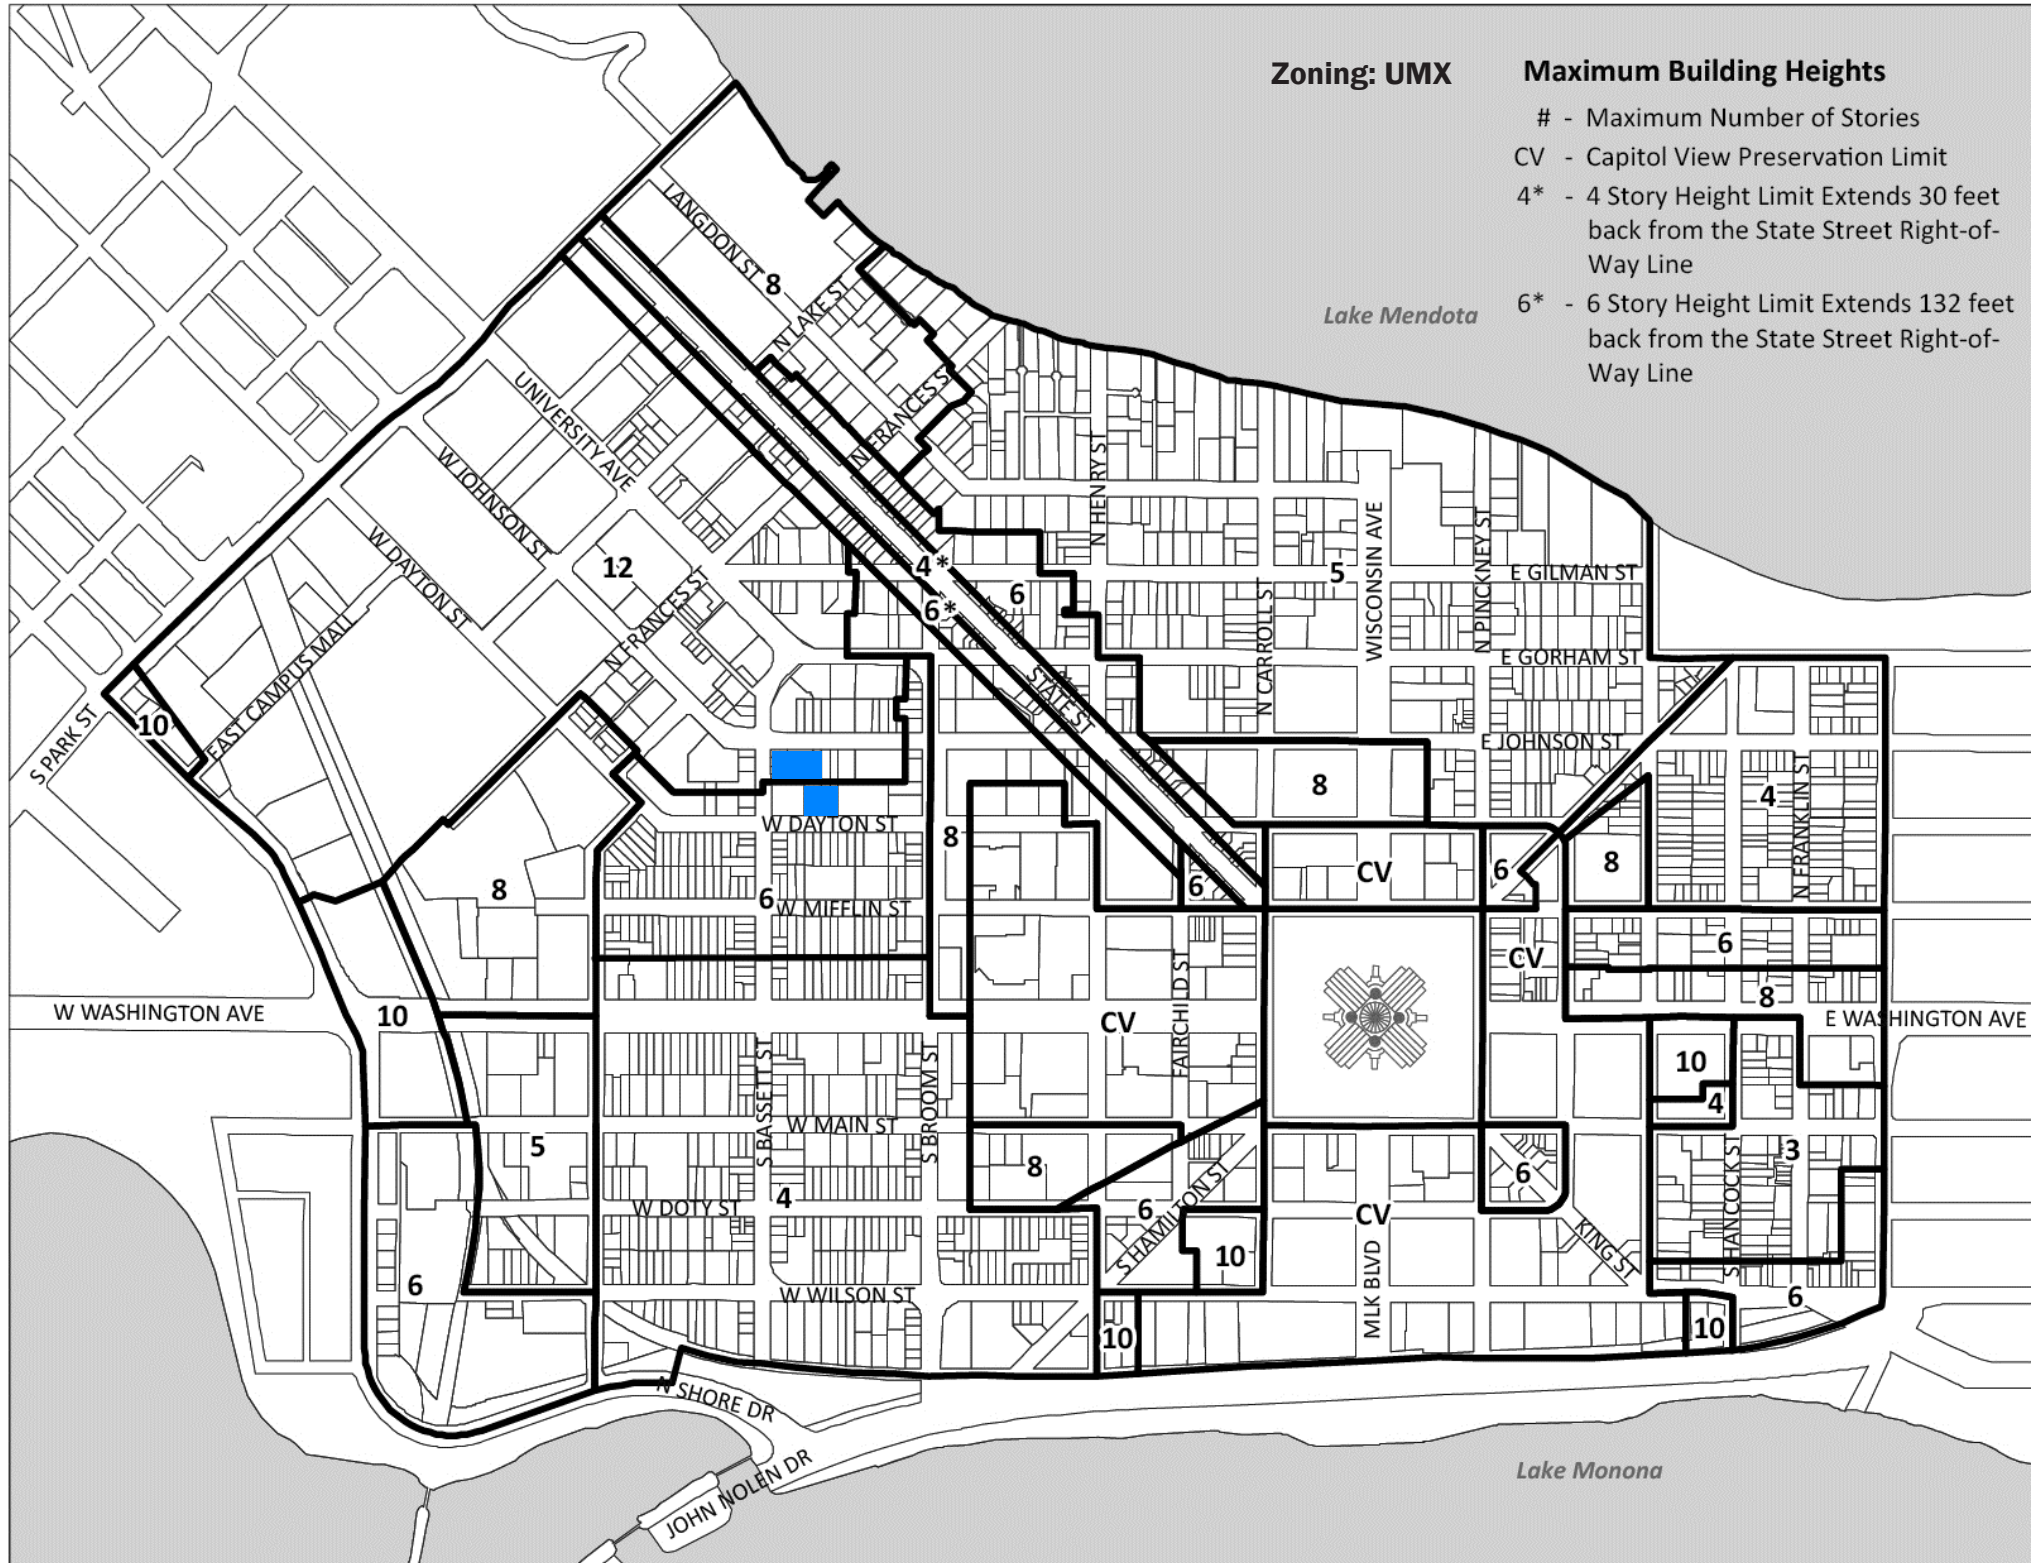 Zoning: UMX
Maximum Building Heights
# - Maximum Number of Stories
CV - Capitol View Preservation Limit
4* - 4 Story Height Limit Extends 30 feet
back from the State Street Right-of-
Way Line
6* - 6 Story Height Limit Extends 132 feet
back from the State Street Right-of-
Way Line
Lake Mendota
LANGDON ST
8
N LAKE ST
N FRANCES S
UNIVERSITY AVE
W JOHNSON ST
W DAYTON ST
12
N FRANCES ST
EAST CAMPUS MALL
S PARK ST
10
4*
6*
6
N HENRY ST
5
WISCONSIN AVE
N PINCKNEY ST
N CARROLL ST
E GILMAN ST
E GORHAM ST
E JOHNSON ST
STATE ST
8
4
N FRANKLIN ST
W DAYTON ST
8
8
6
W MIFFLIN ST
6
CV
6
8
6
CV
8
W WASHINGTON AVE
10
CV
FAIRCHILD ST
E WASHINGTON AVE
10
4
3
S BASSETT ST
S BROOM ST
W MAIN ST
5
8
6
4
W DOTY ST
6
S HAMILTON ST
10
CV
MLK BLVD
KING ST
S HANCOCK ST
6
6
W WILSON ST
10
10
N SHORE DR
JOHN NOLEN DR
Lake Monona